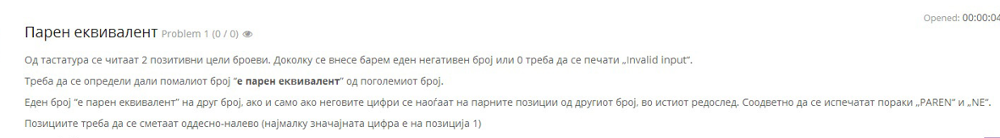 Opened: 00:00:04
Парен еквивалент Problem 1 (0 / 0)
Од тастатура се читаат 2 позитивни цели броеви. Доколку се внесе барем еден негативен број или 0 треба да се печати „Invalid input“.
Треба да се определи дали помалиот број “е парен еквивалент” од поголемиот број.
Еден број “е парен еквивалент” на друг број, ако и само ако неговите цифри се наоѓаат на парните позиции од другиот број, во истиот редослед. Соодветно да се испечатат пораки „PAREN“ и „NE“.
Позициите треба да се сметаат оддесно-налево (најмалку значајната цифра е на позиција 1)